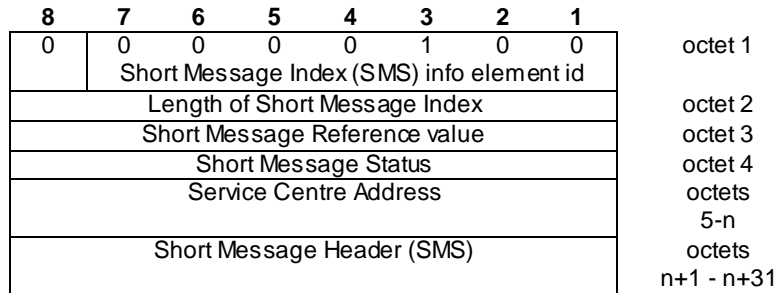 8 7 6 5 4 3 2 1
0 0 0 0 0 1 0 0 octet 1
Short Message Index (SMS) info element id
Length of Short Message Index octet 2
Short Message Reference value octet 3
Short Message Status octet 4
Service Centre Address octets
5-n
Short Message Header (SMS) octets
n+1 - n+31